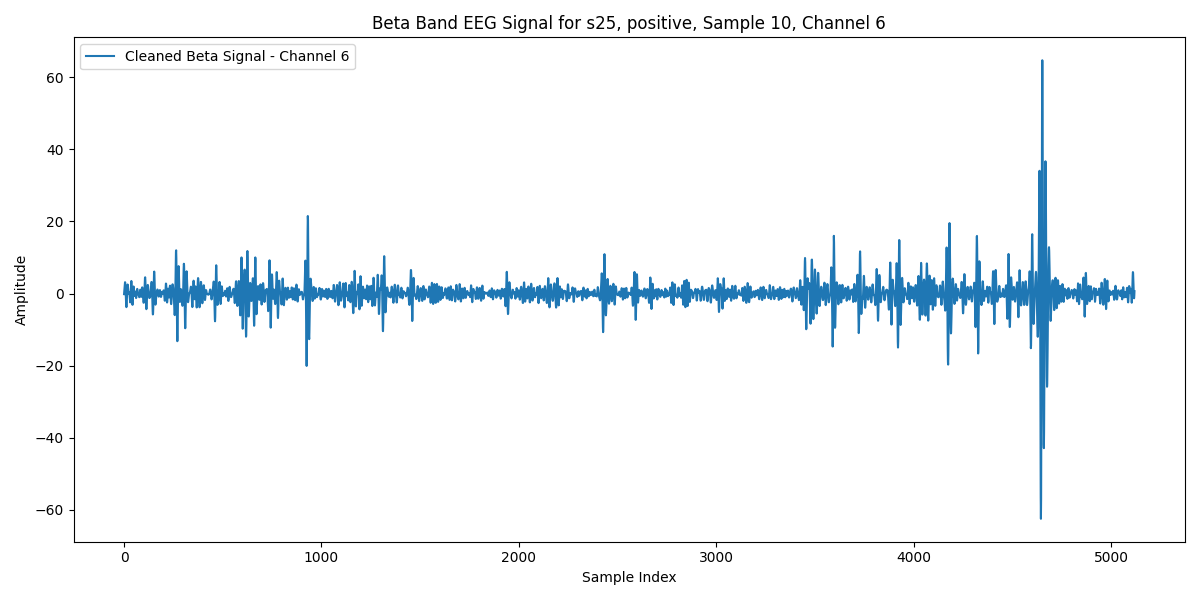 Beta Band EEG Signal for s25, positive, Sample 10, Channel 6
Cleaned Beta Signal - Channel 6
Amplitude
60
40
20
0
−20
−40
−60
0 1000 2000 3000 4000 5000
Sample Index